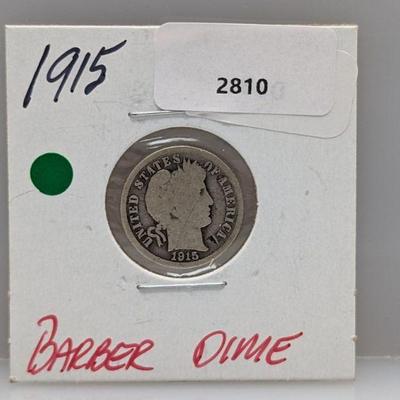 1915
2810
UNITED STATES OF AMERICA
1915
BARBER DIME